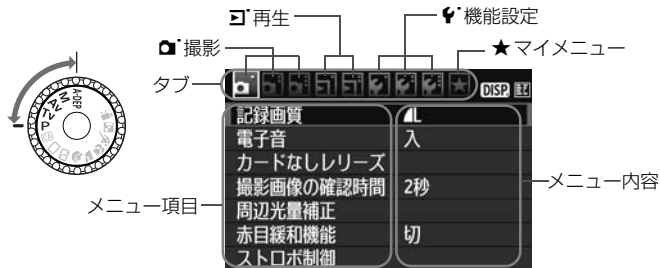 再生
機能設定
撮影
★マイメニュー
タブ
DISP.
A-DEP
M
Av
Tv
P
記録画質 L
電子音 入
カードなしレリーズ
撮影画像の確認時間 2秒
周辺光量補正
赤目緩和機能 切
ストロボ制御
メニュー項目
メニュー内容